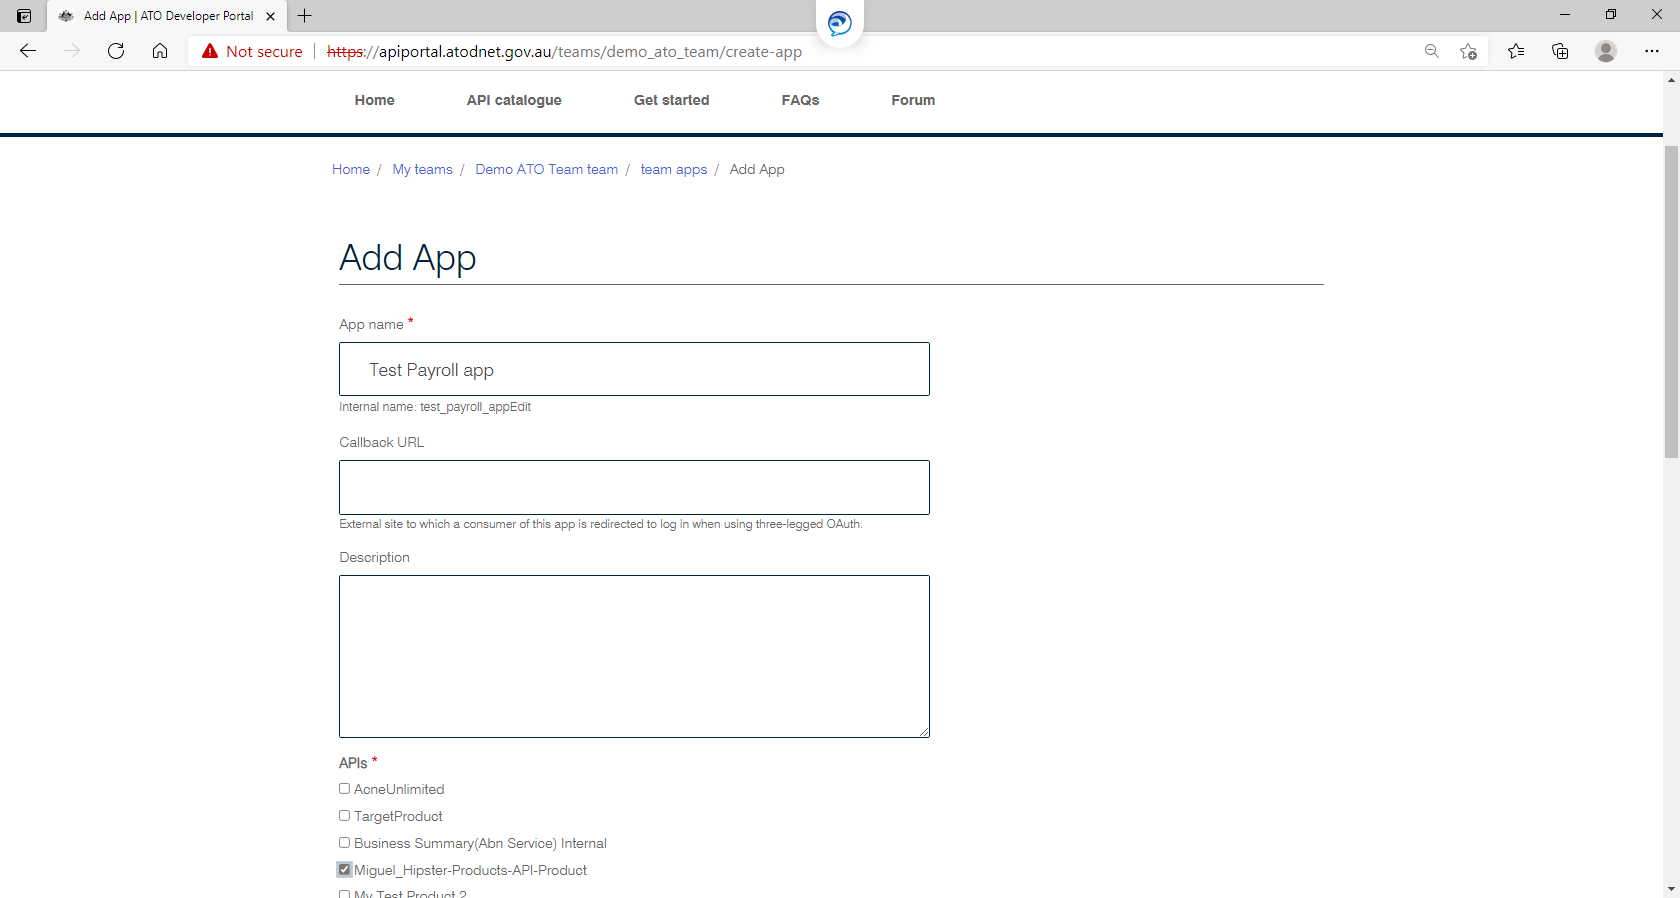 Add App | ATO Developer Portal
Not secure https://apiportal.atodnet.gov.au/teams/demo_ato_team/create-app
Home API catalogue Get started FAQs Forum
Home / My teams / Demo ATO Team team / team apps / Add App
Add App
App name *
Test Payroll app
Internal name: test_payroll_appEdit
Callback URL
External site to which a consumer of this app is redirected to log in when using three-legged OAuth.
Description
APIs *
AcneUnlimited
TargetProduct
Business Summary(Abn Service) Internal
Miguel_Hipster-Products-API-Product
My Test Product 2